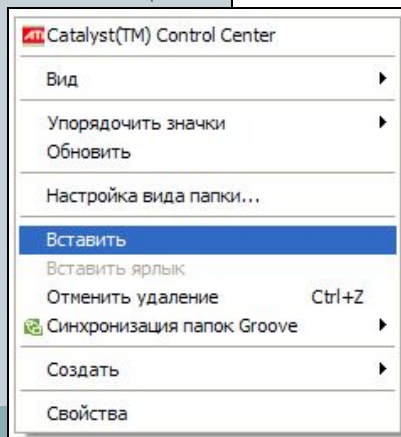 ATI Catalyst(TM) Control Center
Вид
Упорядочить значки
Обновить
Настройка вида папки...
Вставить
Вставить ярлык
Отменить удаление Ctrl+Z
Синхронизация папок Groove
Создать
Свойства